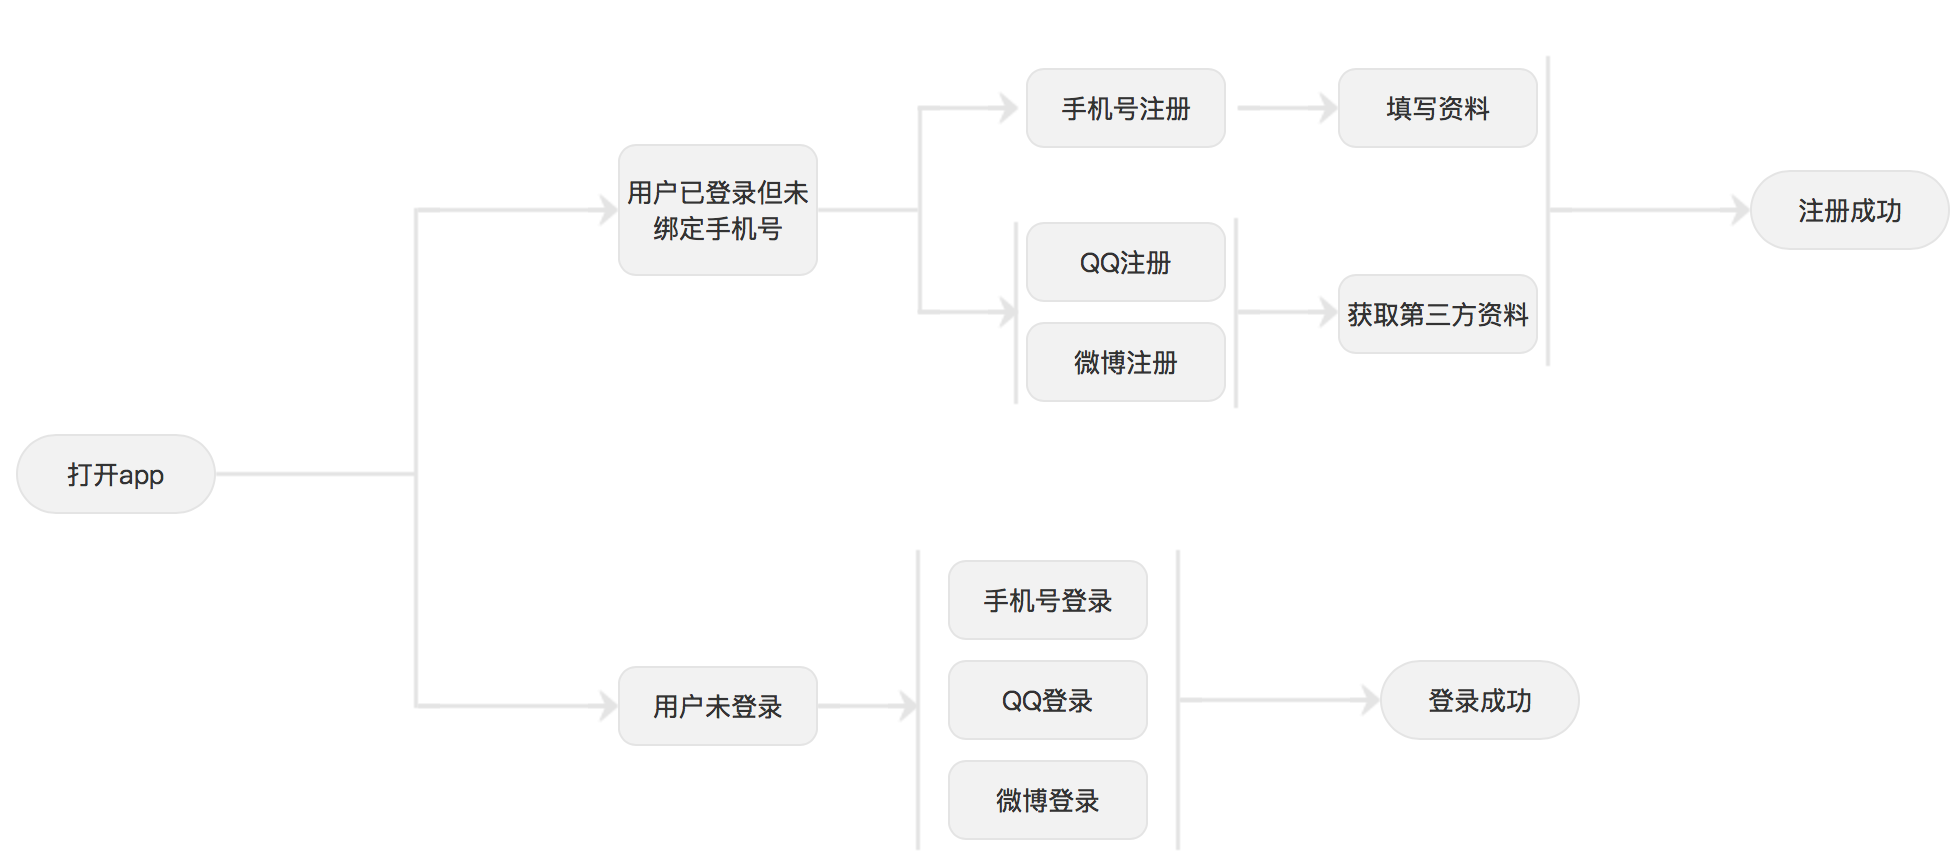 打开app
用户已登录但未
绑定手机号
手机号注册
填写资料
QQ注册
微博注册
获取第三方资料
注册成功
用户未登录
手机号登录
QQ登录
微博登录
登录成功